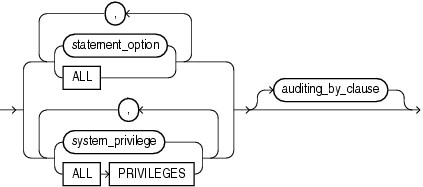 ,
statement_option
ALL
auditing_by_clause
,
system_privilege
ALL PRIVILEGES